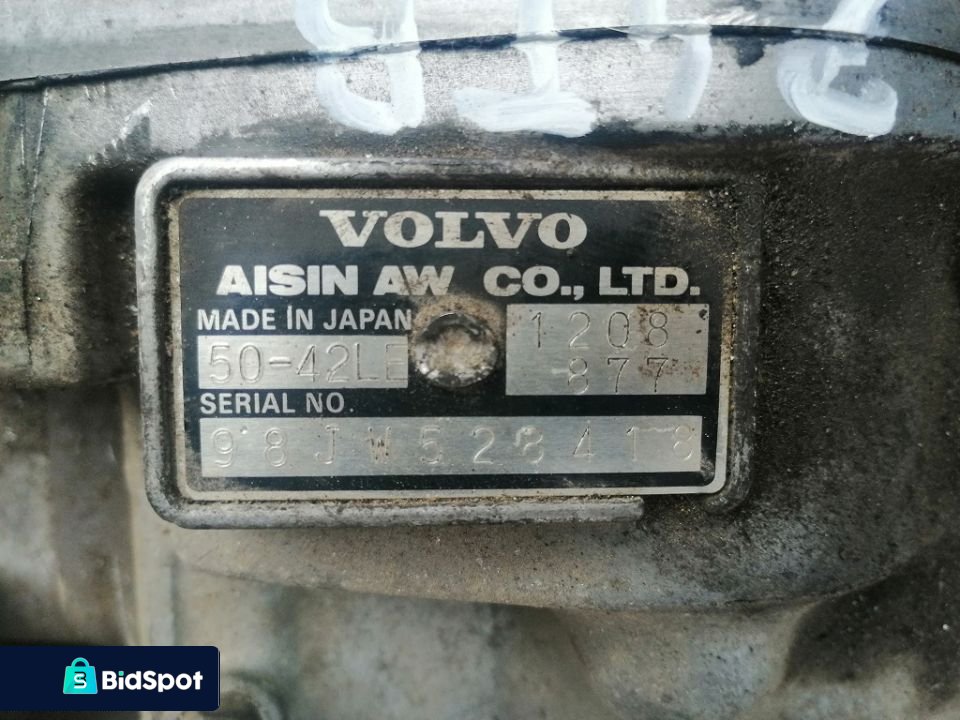 VOLVO
AISIN AW CO., LTD.
MADE IN JAPAN
50-42LE
1208
877
SERIAL NO.
98JW528418
BidSpot